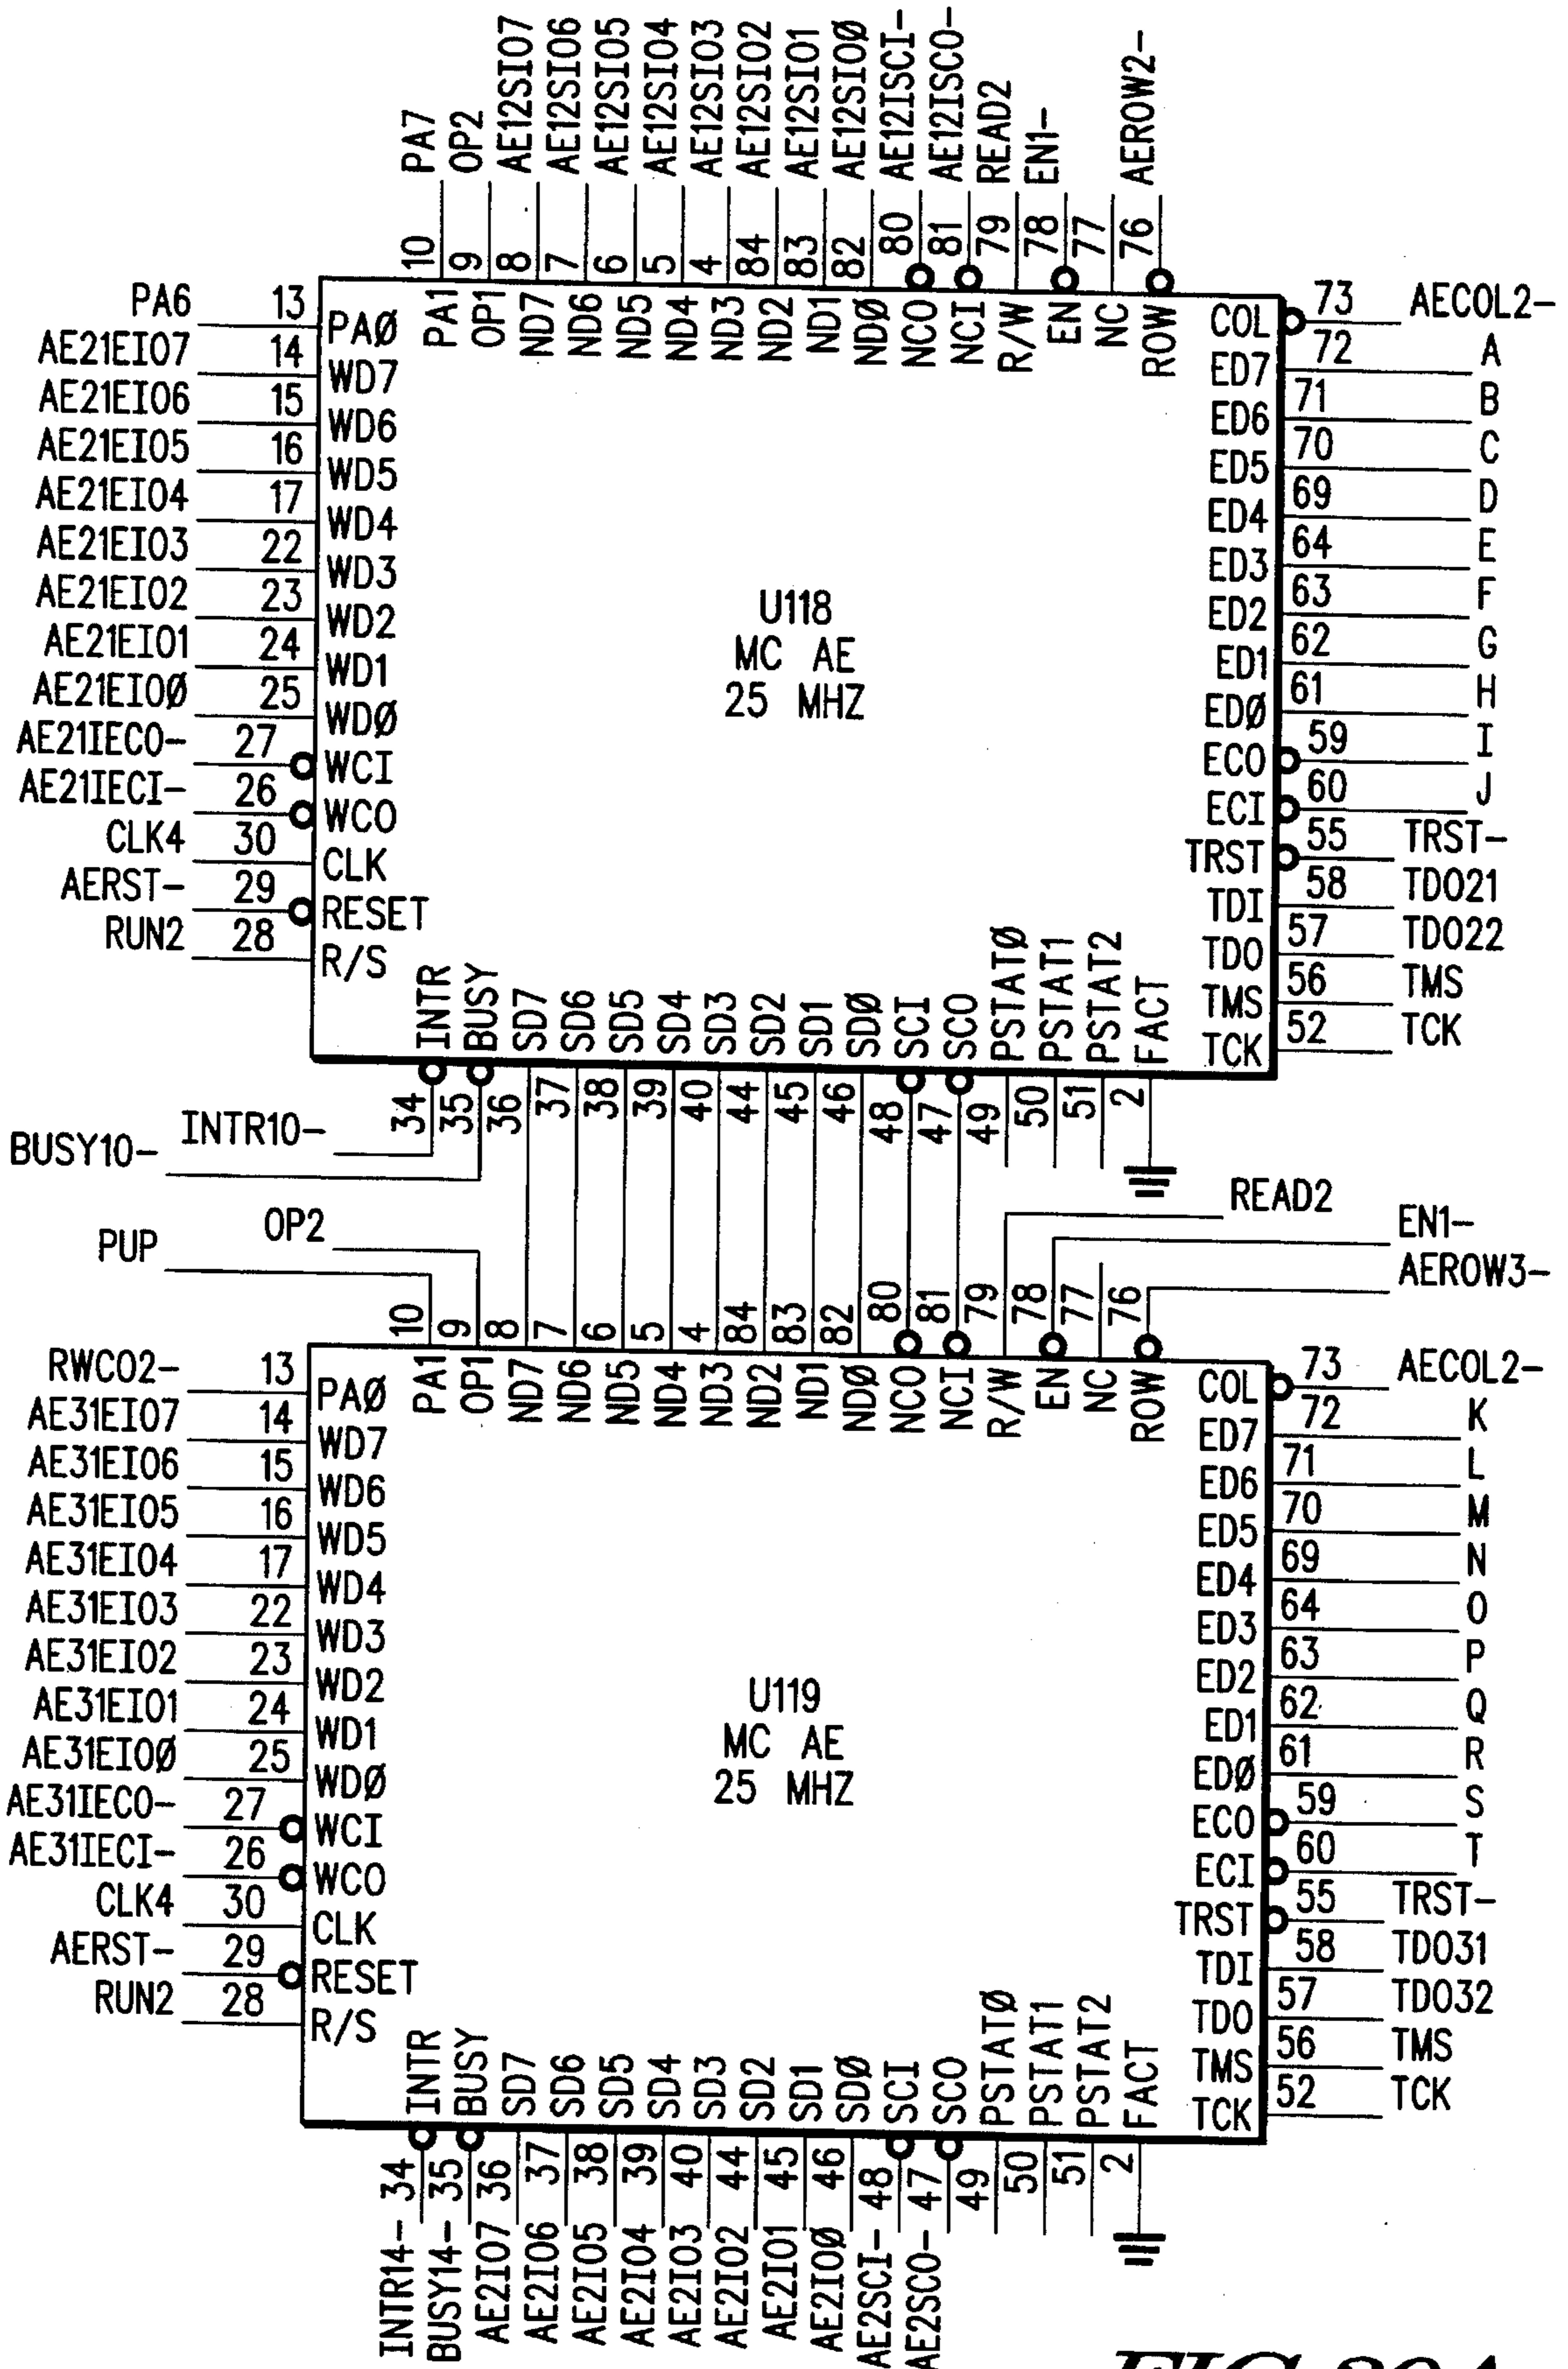 PA7
OP2
AE12SIO7
AE12SIO6
AE12SIO5
AE12SIO4
AE12SIO3
AE12SIO2
AE12SIO1
AE12SIOØ
AE12ISCI-
AE12ISCO-
READ2
EN1-
AEROW2-
10 9 8 7 6 5 4 84 83 82 80 81 79 78 77 76
PA1 OP1 ND7 ND6 ND5 ND4 ND3 ND2 ND1 NDØ NCO NCI R/W EN NC ROW
PA6 13 PAØ
AE21EIO7 14 WD7
AE21EIO6 15 WD6
AE21EIO5 16 WD5
AE21EIO4 17 WD4
AE21EIO3 22 WD3
AE21EIO2 23 WD2
AE21EIO1 24 WD1
AE21EIOØ 25 WDØ
AE21IECO- 27 WCI
AE21IECI- 26 WCO
CLK4 30 CLK
AERST- 29 RESET
RUN2 28 R/S
U118
MC AE
25 MHZ
COL 73 AECOL2-
ED7 72 A
ED6 71 B
ED5 70 C
ED4 69 D
ED3 64 E
ED2 63 F
ED1 62 G
EDØ 61 H
ECO 59 I
ECI 60 J
TRST 55 TRST-
TDI 58 TDO21
TDO 57 TDO22
TMS 56 TMS
TCK 52 TCK
INTR BUSY SD7 SD6 SD5 SD4 SD3 SD2 SD1 SDØ SCI SCO PSTATØ PSTAT1 PSTAT2 FACT
34 35 36 37 38 39 40 44 45 46 48 47 49 50 51 2
INTR10-
BUSY10-
READ2
OP2
EN1-
PUP
AEROW3-
10 9 8 7 6 5 4 84 83 82 80 81 79 78 77 76
PA1 OP1 ND7 ND6 ND5 ND4 ND3 ND2 ND1 NDØ NCO NCI R/W EN NC ROW
RWCO2- 13 PAØ
AE31EIO7 14 WD7
AE31EIO6 15 WD6
AE31EIO5 16 WD5
AE31EIO4 17 WD4
AE31EIO3 22 WD3
AE31EIO2 23 WD2
AE31EIO1 24 WD1
AE31EIOØ 25 WDØ
AE31IECO- 27 WCI
AE31IECI- 26 WCO
CLK4 30 CLK
AERST- 29 RESET
RUN2 28 R/S
U119
MC AE
25 MHZ
COL 73 AECOL2-
ED7 72 K
ED6 71 L
ED5 70 M
ED4 69 N
ED3 64 O
ED2 63 P
ED1 62 Q
EDØ 61 R
ECO 59 S
ECI 60 T
TRST 55 TRST-
TDI 58 TDO31
TDO 57 TDO32
TMS 56 TMS
TCK 52 TCK
INTR BUSY SD7 SD6 SD5 SD4 SD3 SD2 SD1 SDØ SCI SCO PSTATØ PSTAT1 PSTAT2 FACT
34 35 36 37 38 39 40 44 45 46 48 47 49 50 51 2
INTR14-
BUSY14-
AE2IO7
AE2IO6
AE2IO5
AE2IO4
AE2IO3
AE2IO2
AE2IO1
AE2IOØ
AE2SCI-
AE2SCO-